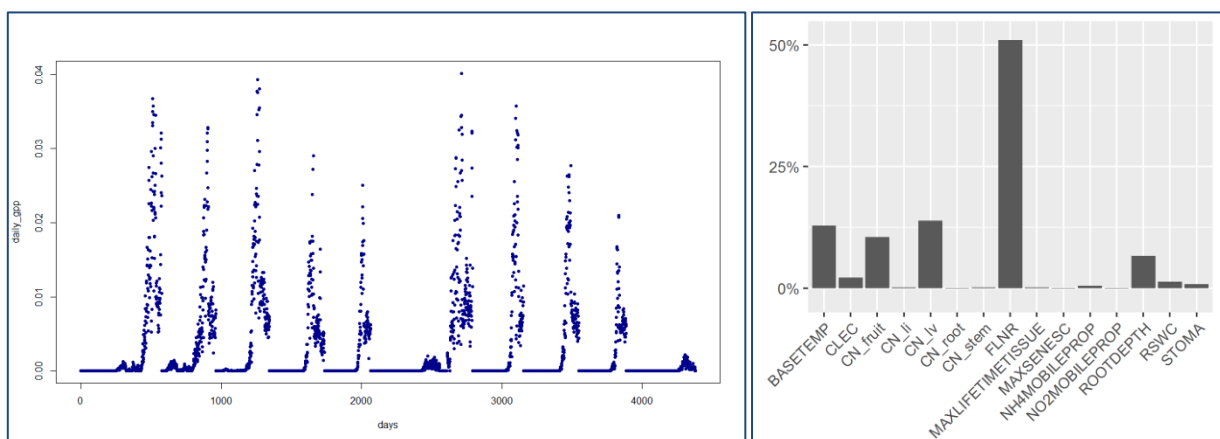 0.04
0.03
0.02
0.01
0.00
daily_gpp
0
1000
2000
3000
4000
days
50%
25%
0%
BASETEMP
CLEC
CN_fruit
CN_li
CN_lv
CN_root
CN_stem
FLNR
MAXLIFETIMETISSUE
MAXSENESC
NH4MOBILEPROP
NO2MOBILEPROP
ROOTDEPTH
RSWC
STOMA